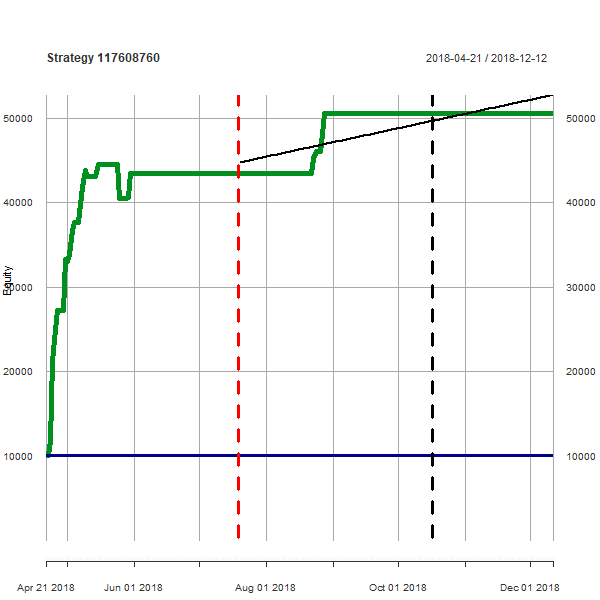 Strategy 117608760
2018-04-21 / 2018-12-12
50000
50000
40000
40000
Equity
30000
30000
20000
20000
10000
10000
Apr 21 2018
Jun 01 2018
Aug 01 2018
Oct 01 2018
Dec 01 2018